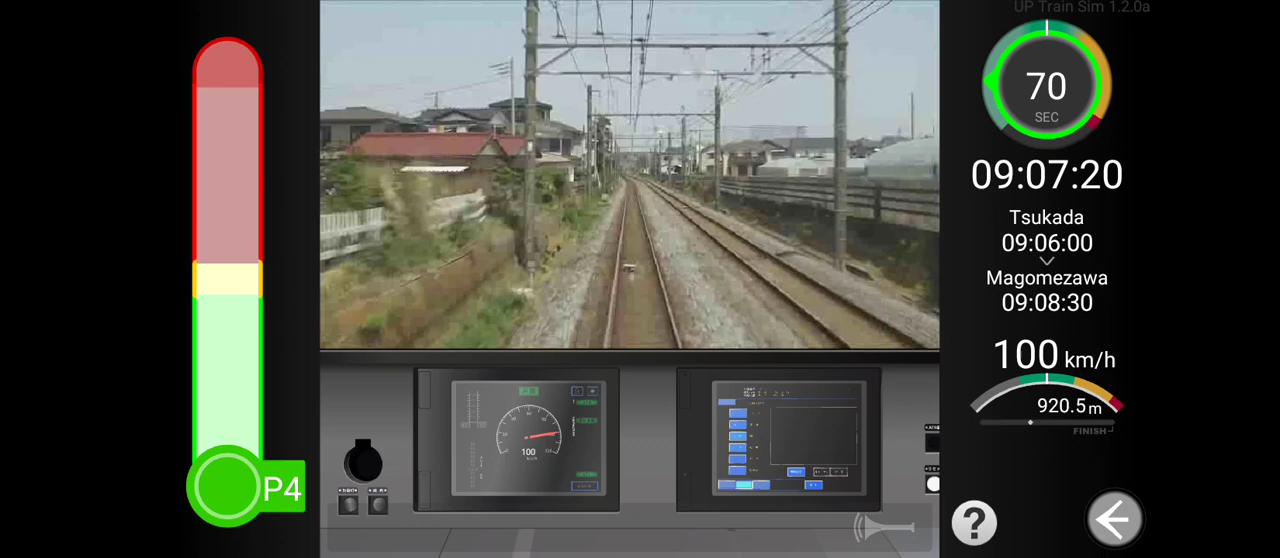 UP Train Sim 1.2.0a
70
SEC
09:07:20
Tsukada
09:06:00
Magomezawa
09:08:30
100 km/h
920.5 m
FINISH
P4
100
?